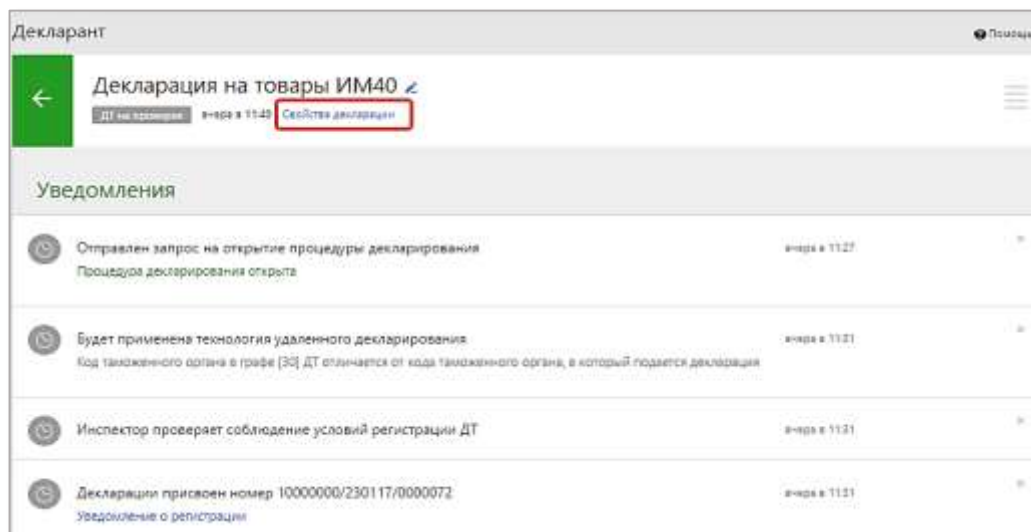 Декларант
Помощь
Декларация на товары ИМ40
ДТ на проверке вчера в 11:40 Свойства декларации
Уведомления
Отправлен запрос на открытие процедуры декларирования вчера в 11:27
Процедура декларирования открыта
Будет применена технология удаленного декларирования вчера в 11:31
Код таможенного органа в графе [30] ДТ отличается от кода таможенного органа, в который подается декларация
Инспектор проверяет соблюдение условий регистрации ДТ вчера в 11:31
Декларации присвоен номер 10000000/230117/0000072 вчера в 11:31
Уведомление о регистрации